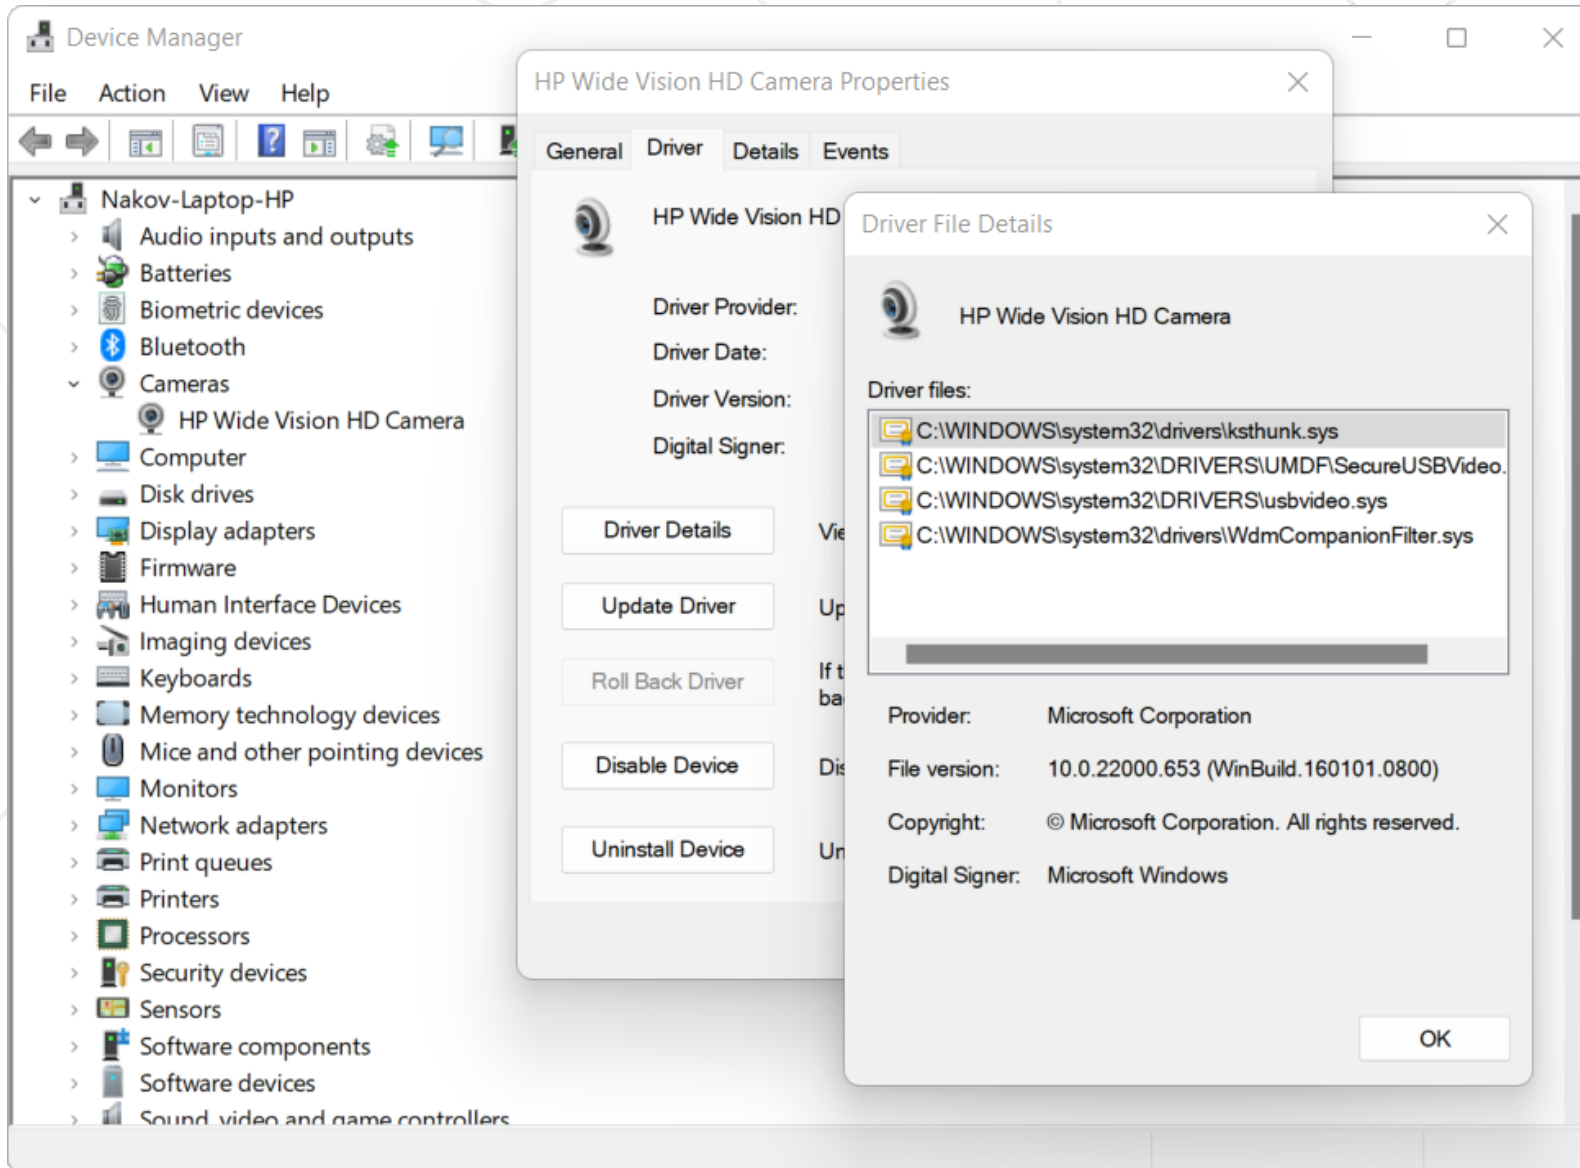 Device Manager
File Action View Help
Nakov-Laptop-HP
Audio inputs and outputs
Batteries
Biometric devices
Bluetooth
Cameras
HP Wide Vision HD Camera
Computer
Disk drives
Display adapters
Firmware
Human Interface Devices
Imaging devices
Keyboards
Memory technology devices
Mice and other pointing devices
Monitors
Network adapters
Print queues
Printers
Processors
Security devices
Sensors
Software components
Software devices
Sound, video and game controllers
HP Wide Vision HD Camera Properties
General Driver Details Events
HP Wide Vision HD
Driver Provider:
Driver Date:
Driver Version:
Digital Signer:
Driver Details
Update Driver
Roll Back Driver
If
Disable Device
Uninstall Device
Driver File Details
HP Wide Vision HD Camera
Driver files:
C:\WINDOWS\system32\drivers\ksthunk.sys
C:\WINDOWS\system32\DRIVERS\UMDF\SecureUSBVideo.
C:\WINDOWS\system32\DRIVERS\usbvideo.sys
C:\WINDOWS\system32\drivers\WdmCompanionFilter.sys
Provider: Microsoft Corporation
File version: 10.0.22000.653 (WinBuild.160101.0800)
Copyright: © Microsoft Corporation. All rights reserved.
Digital Signer: Microsoft Windows
OK